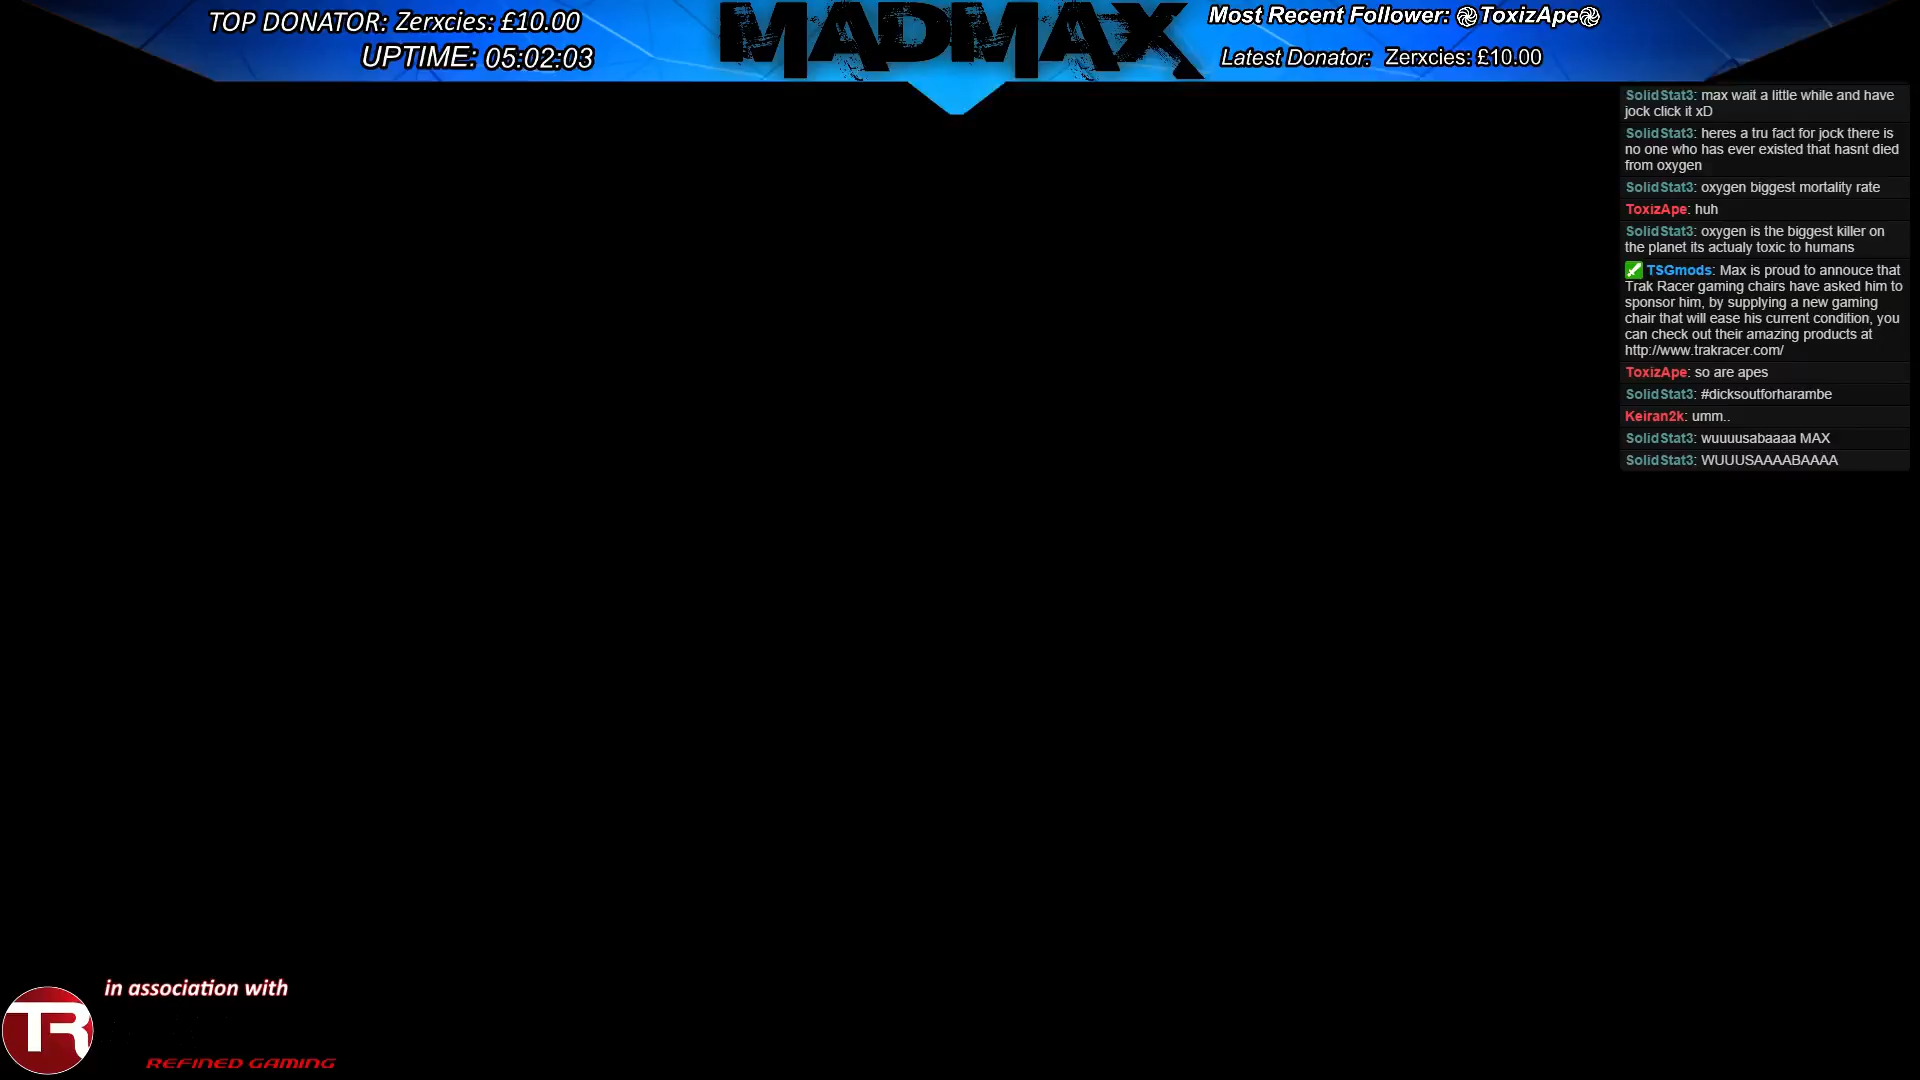 TOP DONATOR: Zerxcies: £10.00
UPTIME: 05:02:03
MADMAX
Most Recent Follower: ֎ToxizApe֎
Latest Donator: Zerxcies: £10.00
SolidStat3: max wait a little while and have
jock click it xD
SolidStat3: heres a tru fact for jock there is
no one who has ever existed that hasnt died
from oxygen
SolidStat3: oxygen biggest mortality rate
ToxizApe: huh
SolidStat3: oxygen is the biggest killer on
the planet its actualy toxic to humans
TSGmods: Max is proud to annouce that
Trak Racer gaming chairs have asked him to
sponsor him, by supplying a new gaming
chair that will ease his current condition, you
can check out their amazing products at
http://www.trakracer.com/
ToxizApe: so are apes
SolidStat3: #dicksoutforharambe
Keiran2k: umm..
SolidStat3: wuuuusabaaaa MAX
SolidStat3: WUUUSAAAABAAAA
in association with
TR
REFINED GAMING